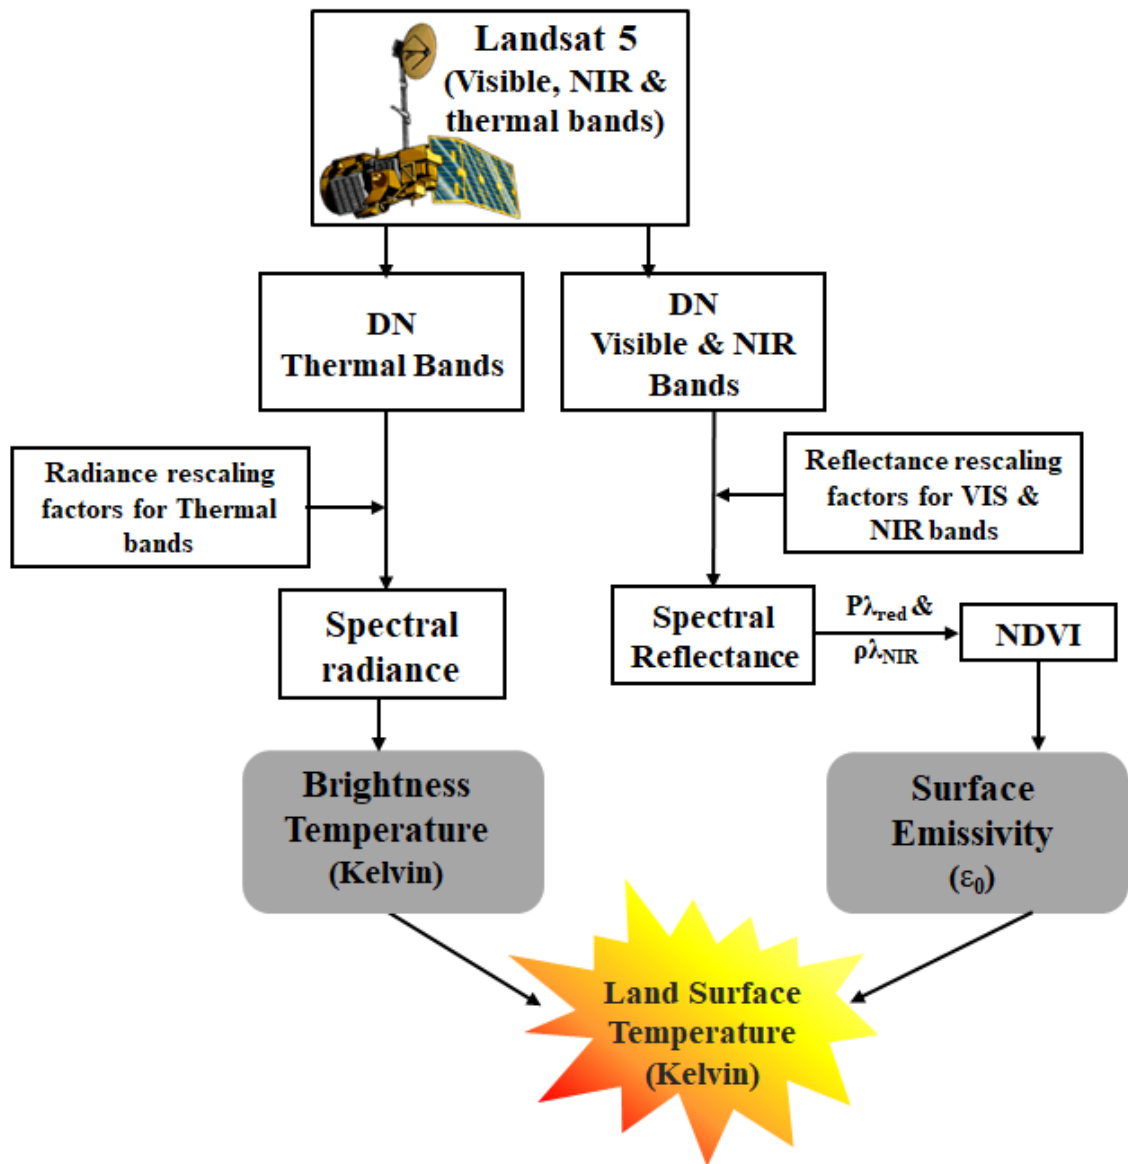 Landsat 5
(Visible, NIR &
thermal bands)
DN
Thermal Bands
DN
Visible & NIR
Bands
Radiance rescaling
factors for Thermal
bands
Reflectance rescaling
factors for VIS &
NIR bands
Spectral
radiance
Spectral
Reflectance
Pλred &
ρλNIR
NDVI
Brightness
Temperature
(Kelvin)
Surface
Emissivity
(ε0)
Land Surface
Temperature
(Kelvin)